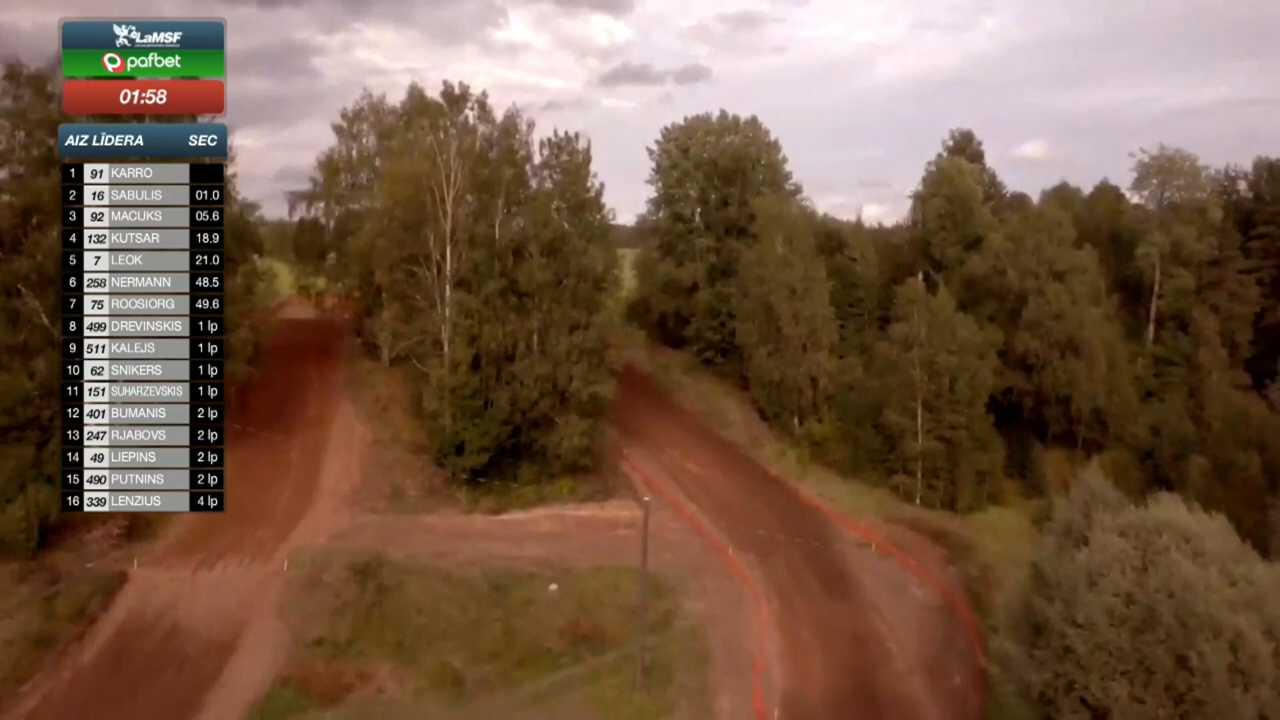 LaMSF
pafbet
01:58
AIZ LĪDERA SEC
1 91 KARRO
2 16 SABULIS 01.0
3 92 MACUKS 05.6
4 132 KUTSAR 18.9
5 7 LEOK 21.0
6 258 NERMANN 48.5
7 75 ROOSIORG 49.6
8 499 DREVINSKIS 1 lp
9 511 KALEJS 1 lp
10 62 SNIKERS 1 lp
11 151 SUHARZEVSKIS 1 lp
12 401 BUMANIS 2 lp
13 247 RJABOVS 2 lp
14 49 LIEPINS 2 lp
15 490 PUTNINS 2 lp
16 339 LENZIUS 4 lp